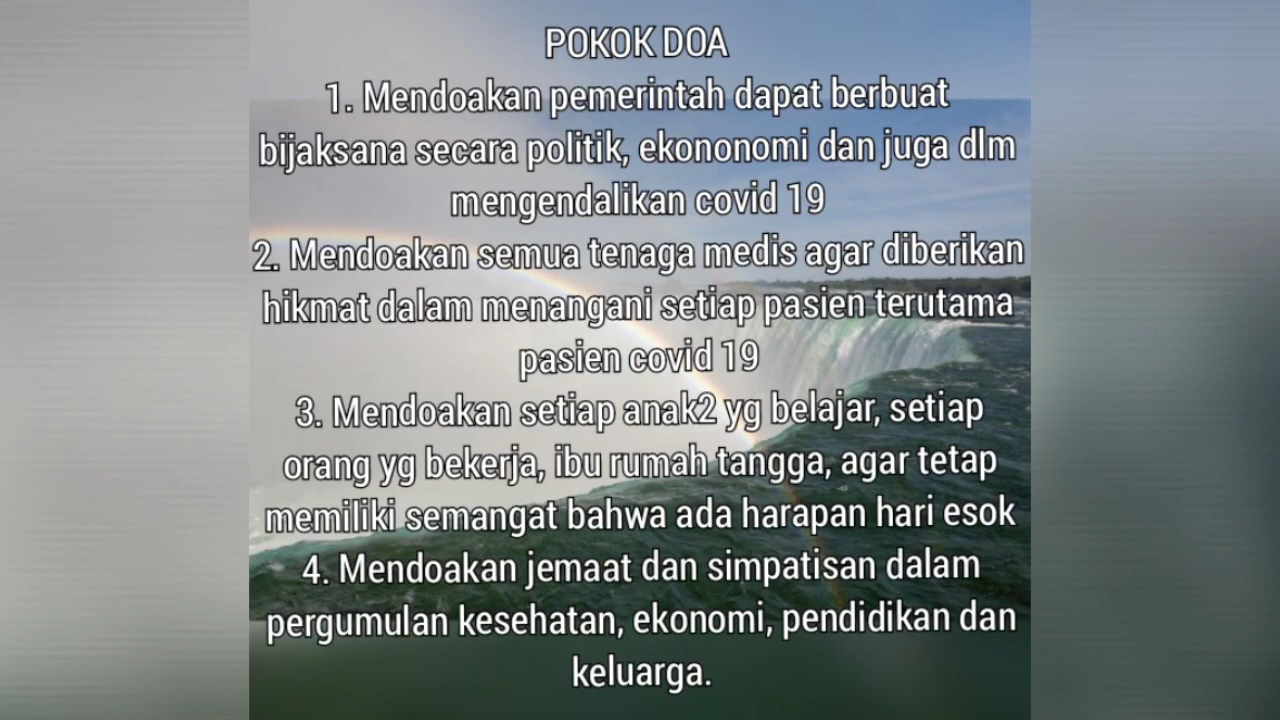 POKOK DOA
1. Mendoakan pemerintah dapat berbuat
bijaksana secara politik, ekononomi dan juga dlm
mengendalikan covid 19
2. Mendoakan semua tenaga medis agar diberikan
hikmat dalam menangani setiap pasien terutama
pasien covid 19
3. Mendoakan setiap anak2 yg belajar, setiap
orang yg bekerja, ibu rumah tangga, agar tetap
memiliki semangat bahwa ada harapan hari esok
4. Mendoakan jemaat dan simpatisan dalam
pergumulan kesehatan, ekonomi, pendidikan dan
keluarga.